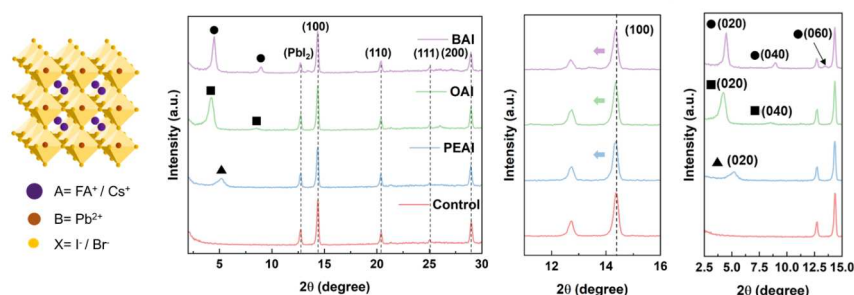 A= FA⁺ / Cs⁺
B= Pb²⁺
X= I⁻ / Br⁻
Intensity (a.u.)
(PbI₂)
(100)
(110)
(111)
(200)
BAI
OAI
PEAI
Control
5
10
15
20
25
30
2θ (degree)
Intensity (a.u.)
(100)
12
14
16
2θ (degree)
Intensity (a.u.)
(020)
(060)
(040)
(020)
(040)
(020)
2.5 5.0 7.5 10.0 12.5 15.0
2θ (degree)